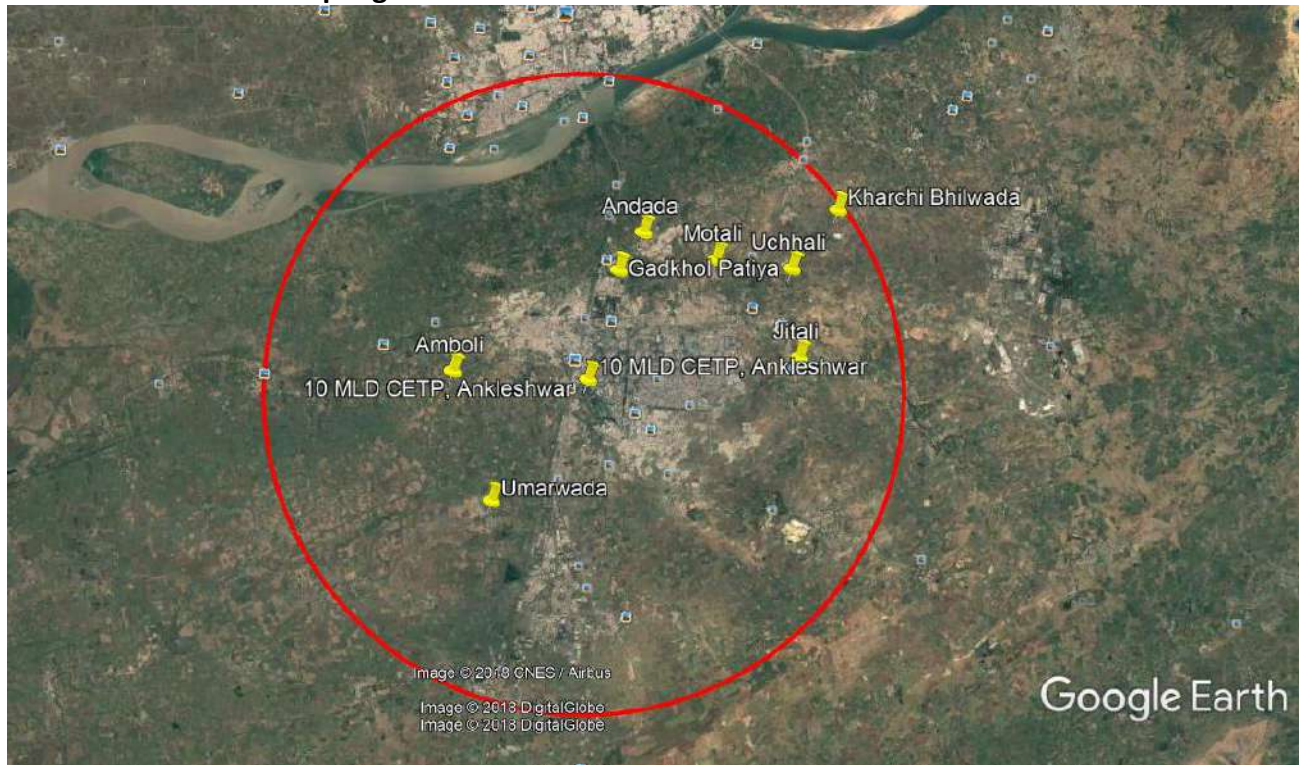 Kharchi Bhilwada
Andada
Motali
Uchhali
Gadkhol Patiya
Jitali
Amboli
10 MLD CETP, Ankleshwar
10 MLD CETP, Ankleshwar
Umarwada
Image © 2018 CNES / Airbus
Image © 2018 DigitalGlobe
Image © 2018 DigitalGlobe
Google Earth